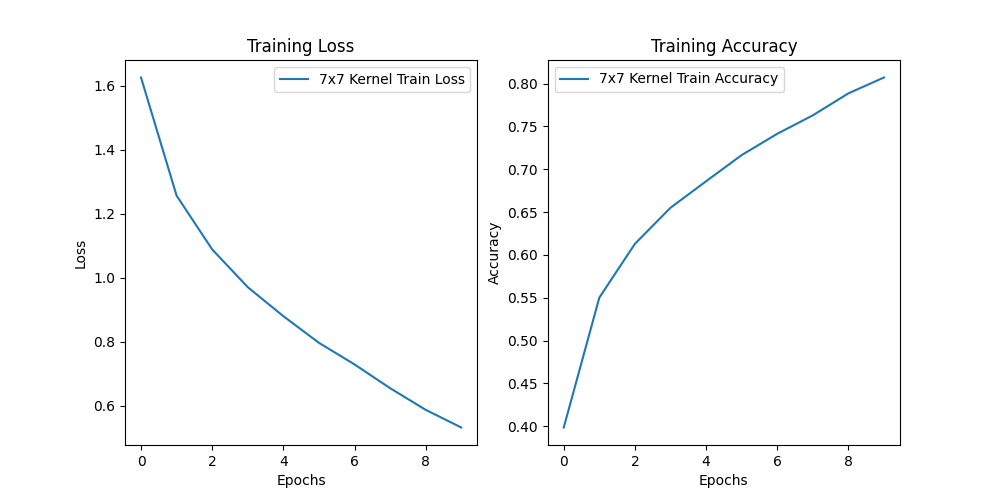 Training Loss
7x7 Kernel Train Loss
1.6
1.4
1.2
1.0
0.8
0.6
Loss
0 2 4 6 8
Epochs
Training Accuracy
7x7 Kernel Train Accuracy
0.80
0.75
0.70
0.65
0.60
0.55
0.50
0.45
0.40
Accuracy
0 2 4 6 8
Epochs